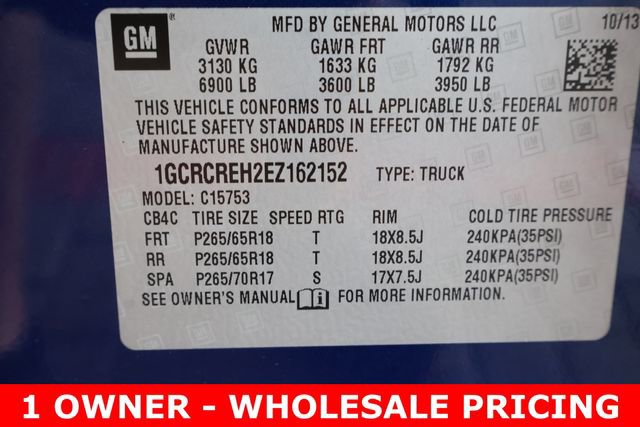 GM
MFD BY GENERAL MOTORS LLC 10/13
GVWR GAWR FRT GAWR RR
3130 KG 1633 KG 1792 KG
6900 LB 3600 LB 3950 LB
THIS VEHICLE CONFORMS TO ALL APPLICABLE U.S. FEDERAL MOTOR
VEHICLE SAFETY STANDARDS IN EFFECT ON THE DATE OF
MANUFACTURE SHOWN ABOVE.
1GCRCREH2EZ162152 TYPE: TRUCK
MODEL: C15753
CB4C TIRE SIZE SPEED RTG RIM COLD TIRE PRESSURE
FRT P265/65R18 T 18X8.5J 240KPA(35PSI)
RR P265/65R18 T 18X8.5J 240KPA(35PSI)
SPA P265/70R17 S 17X7.5J 240KPA(35PSI)
SEE OWNER'S MANUAL i FOR MORE INFORMATION.
1 OWNER - WHOLESALE PRICING